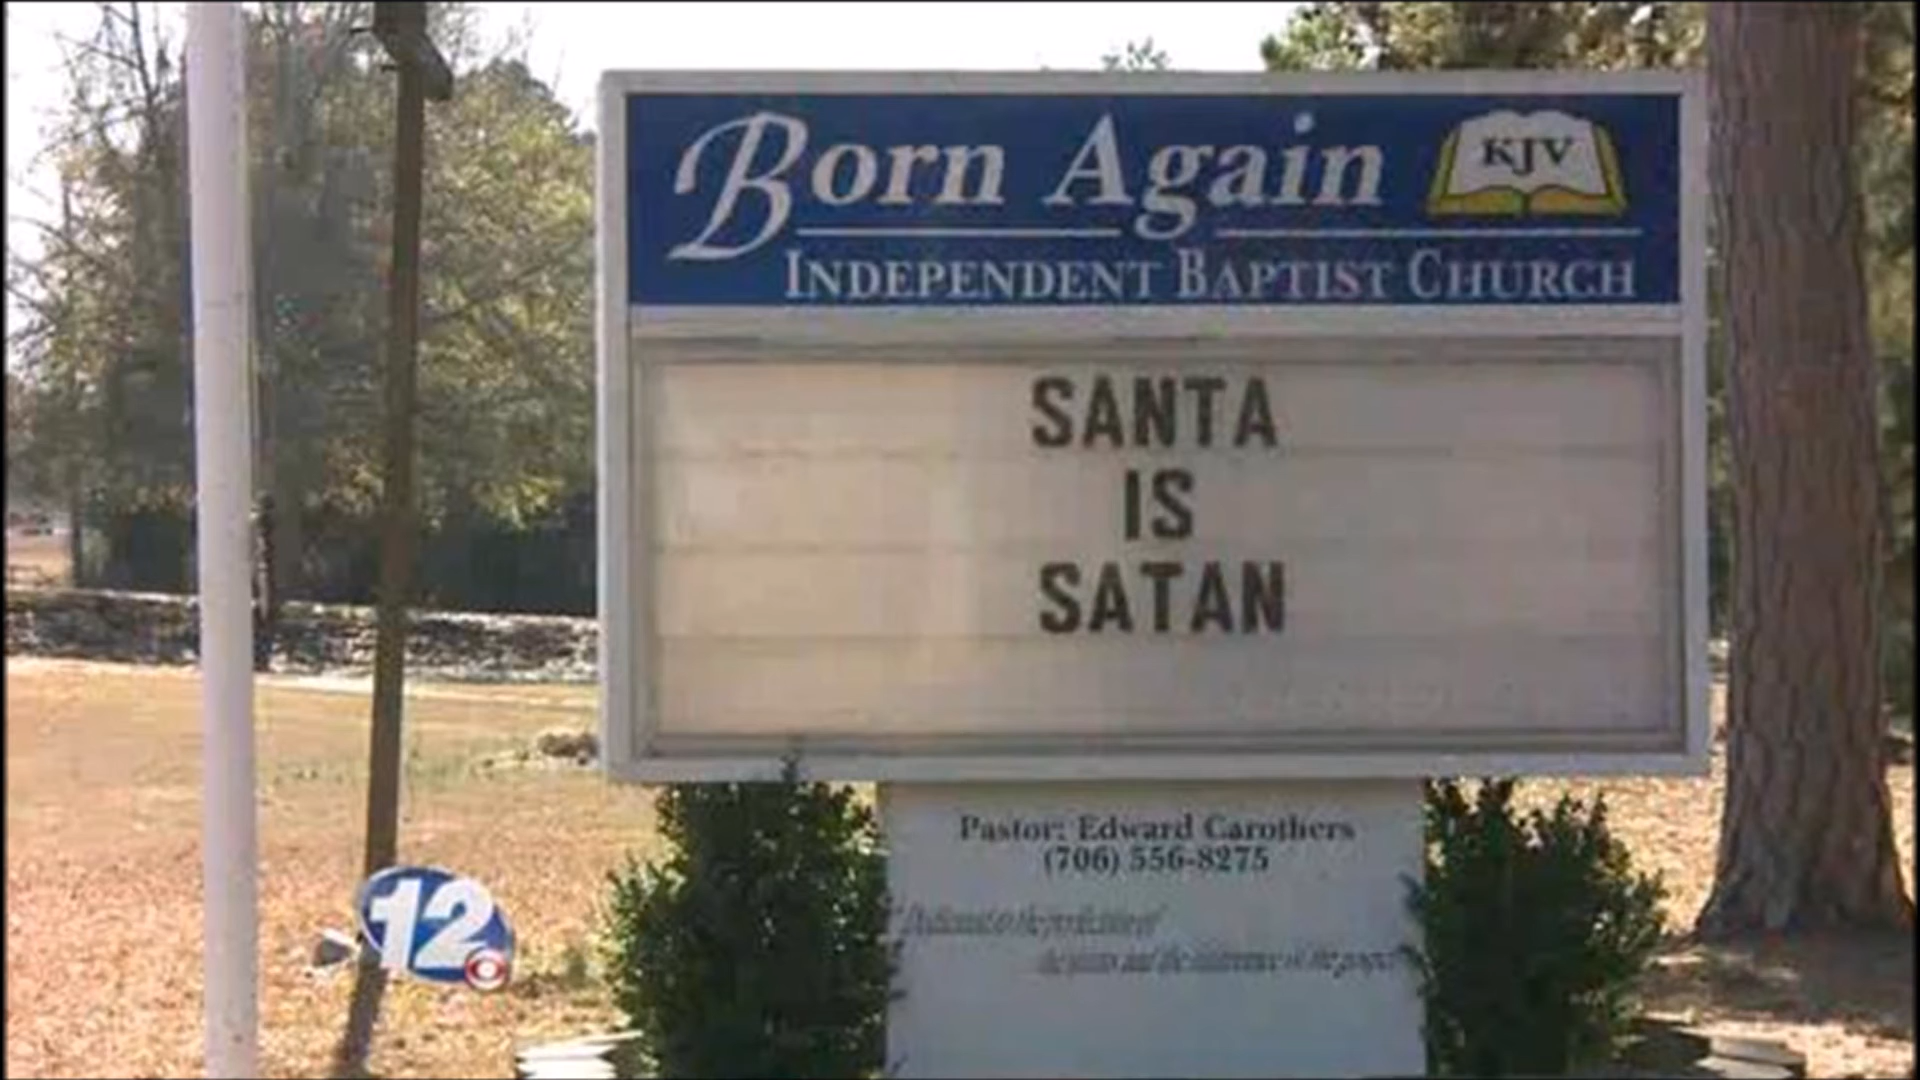 Born Again
KJV
INDEPENDENT BAPTIST CHURCH
SANTA
IS
SATAN
Pastor: Edward Carothers
(706) 556-8275
12